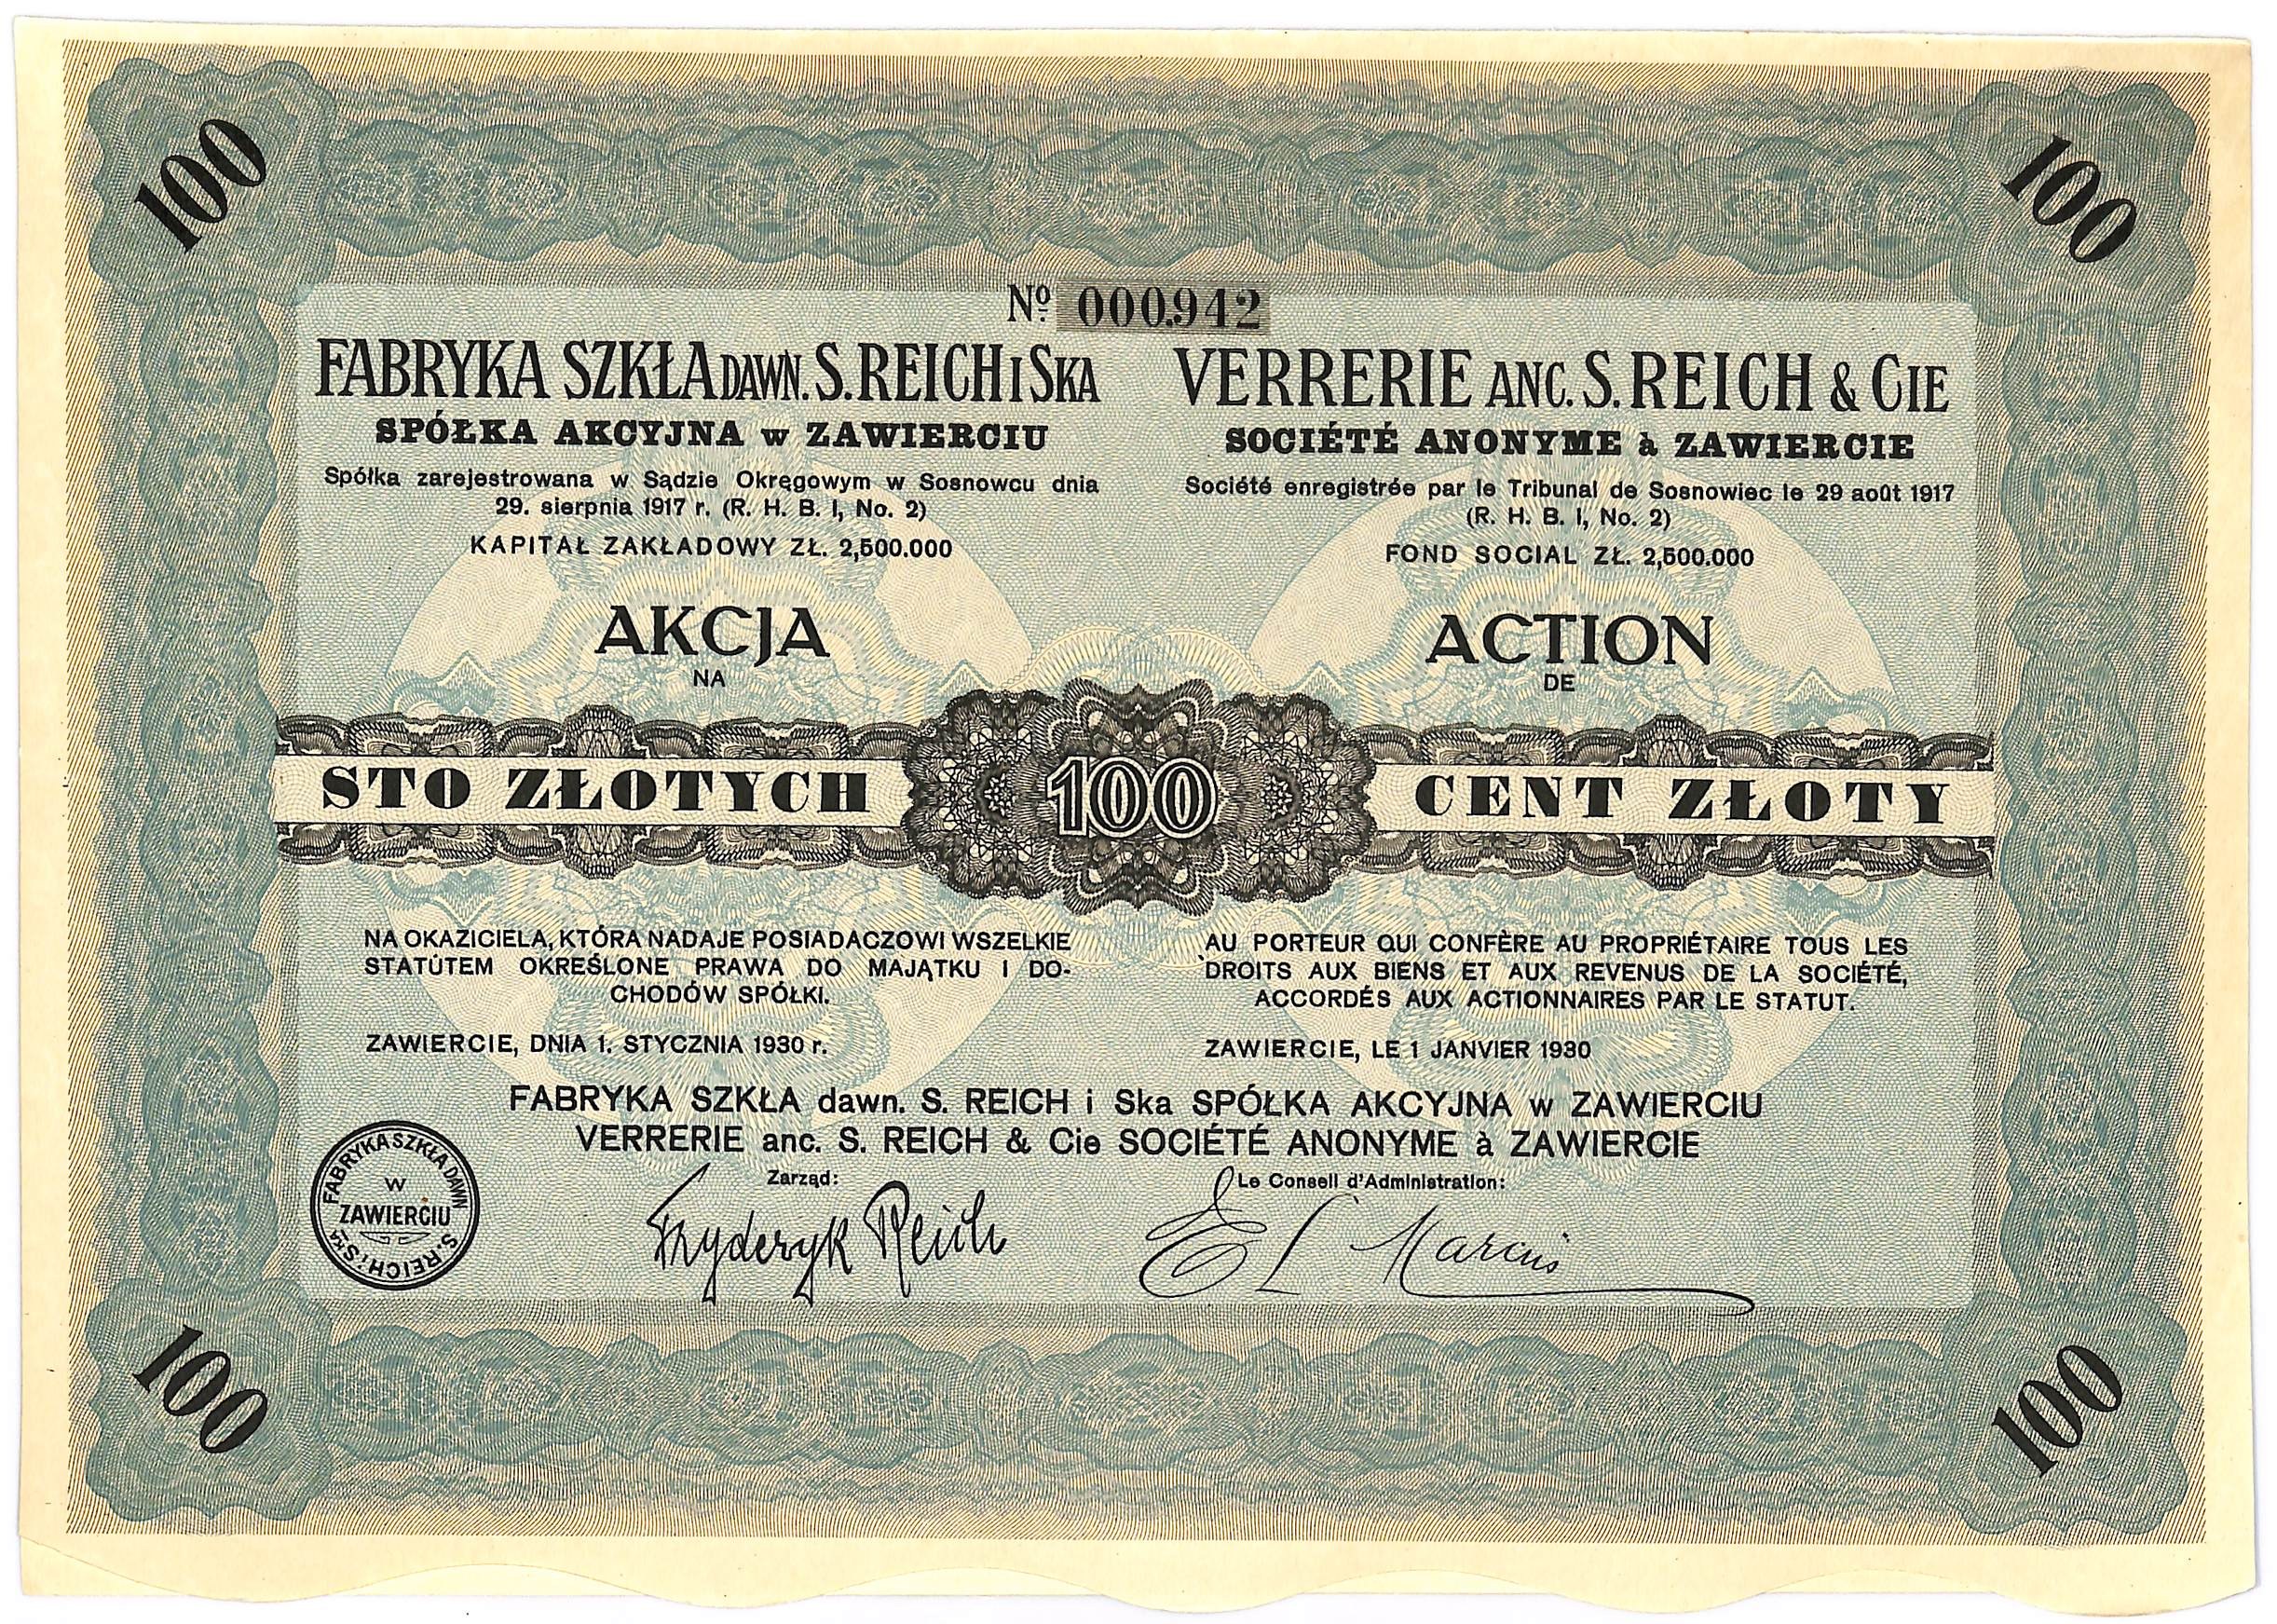 100
100
Nº 000.942
FABRYKA SZKŁA DAWN. S. REICH I SKA
SPÓŁKA AKCYJNA w ZAWIERCIU
Spółka zarejestrowana w Sądzie Okręgowym w Sosnowcu dnia
29. sierpnia 1917 r. (R. H. B. I, No. 2)
KAPITAŁ ZAKŁADOWY ZŁ. 2,500.000
AKCJA
NA
STO ZŁOTYCH
VERRERIE ANC. S. REICH & CIE
SOCIÉTÉ ANONYME à ZAWIERCIE
Société enregistrée par le Tribunal de Sosnowiec le 29 août 1917
(R. H. B. I, No. 2)
FOND SOCIAL ZŁ. 2,500.000
ACTION
DE
CENT ZŁOTY
100
NA OKAZICIELA, KTÓRA NADAJE POSIADACZOWI WSZELKIE
STATUTEM OKREŚLONE PRAWA DO MAJĄTKU I DO-
CHODÓW SPÓŁKI.
ZAWIERCIE, DNIA 1. STYCZNIA 1930 r.
AU PORTEUR QUI CONFÈRE AU PROPRIÉTAIRE TOUS LES
DROITS AUX BIENS ET AUX REVENUS DE LA SOCIÉTÉ,
ACCORDÉS AUX ACTIONNAIRES PAR LE STATUT.
ZAWIERCIE, LE 1 JANVIER 1930
FABRYKA SZKŁA dawn. S. REICH i Ska SPÓŁKA AKCYJNA w ZAWIERCIU
VERRERIE anc. S. REICH & Cie SOCIÉTÉ ANONYME à ZAWIERCIE
Zarząd:
Le Conseil d'Administration:
Fryderyk Reich
FABRYKA SZKŁA DAWN. S. REICH i SKA
W
ZAWIERCIU
100
100